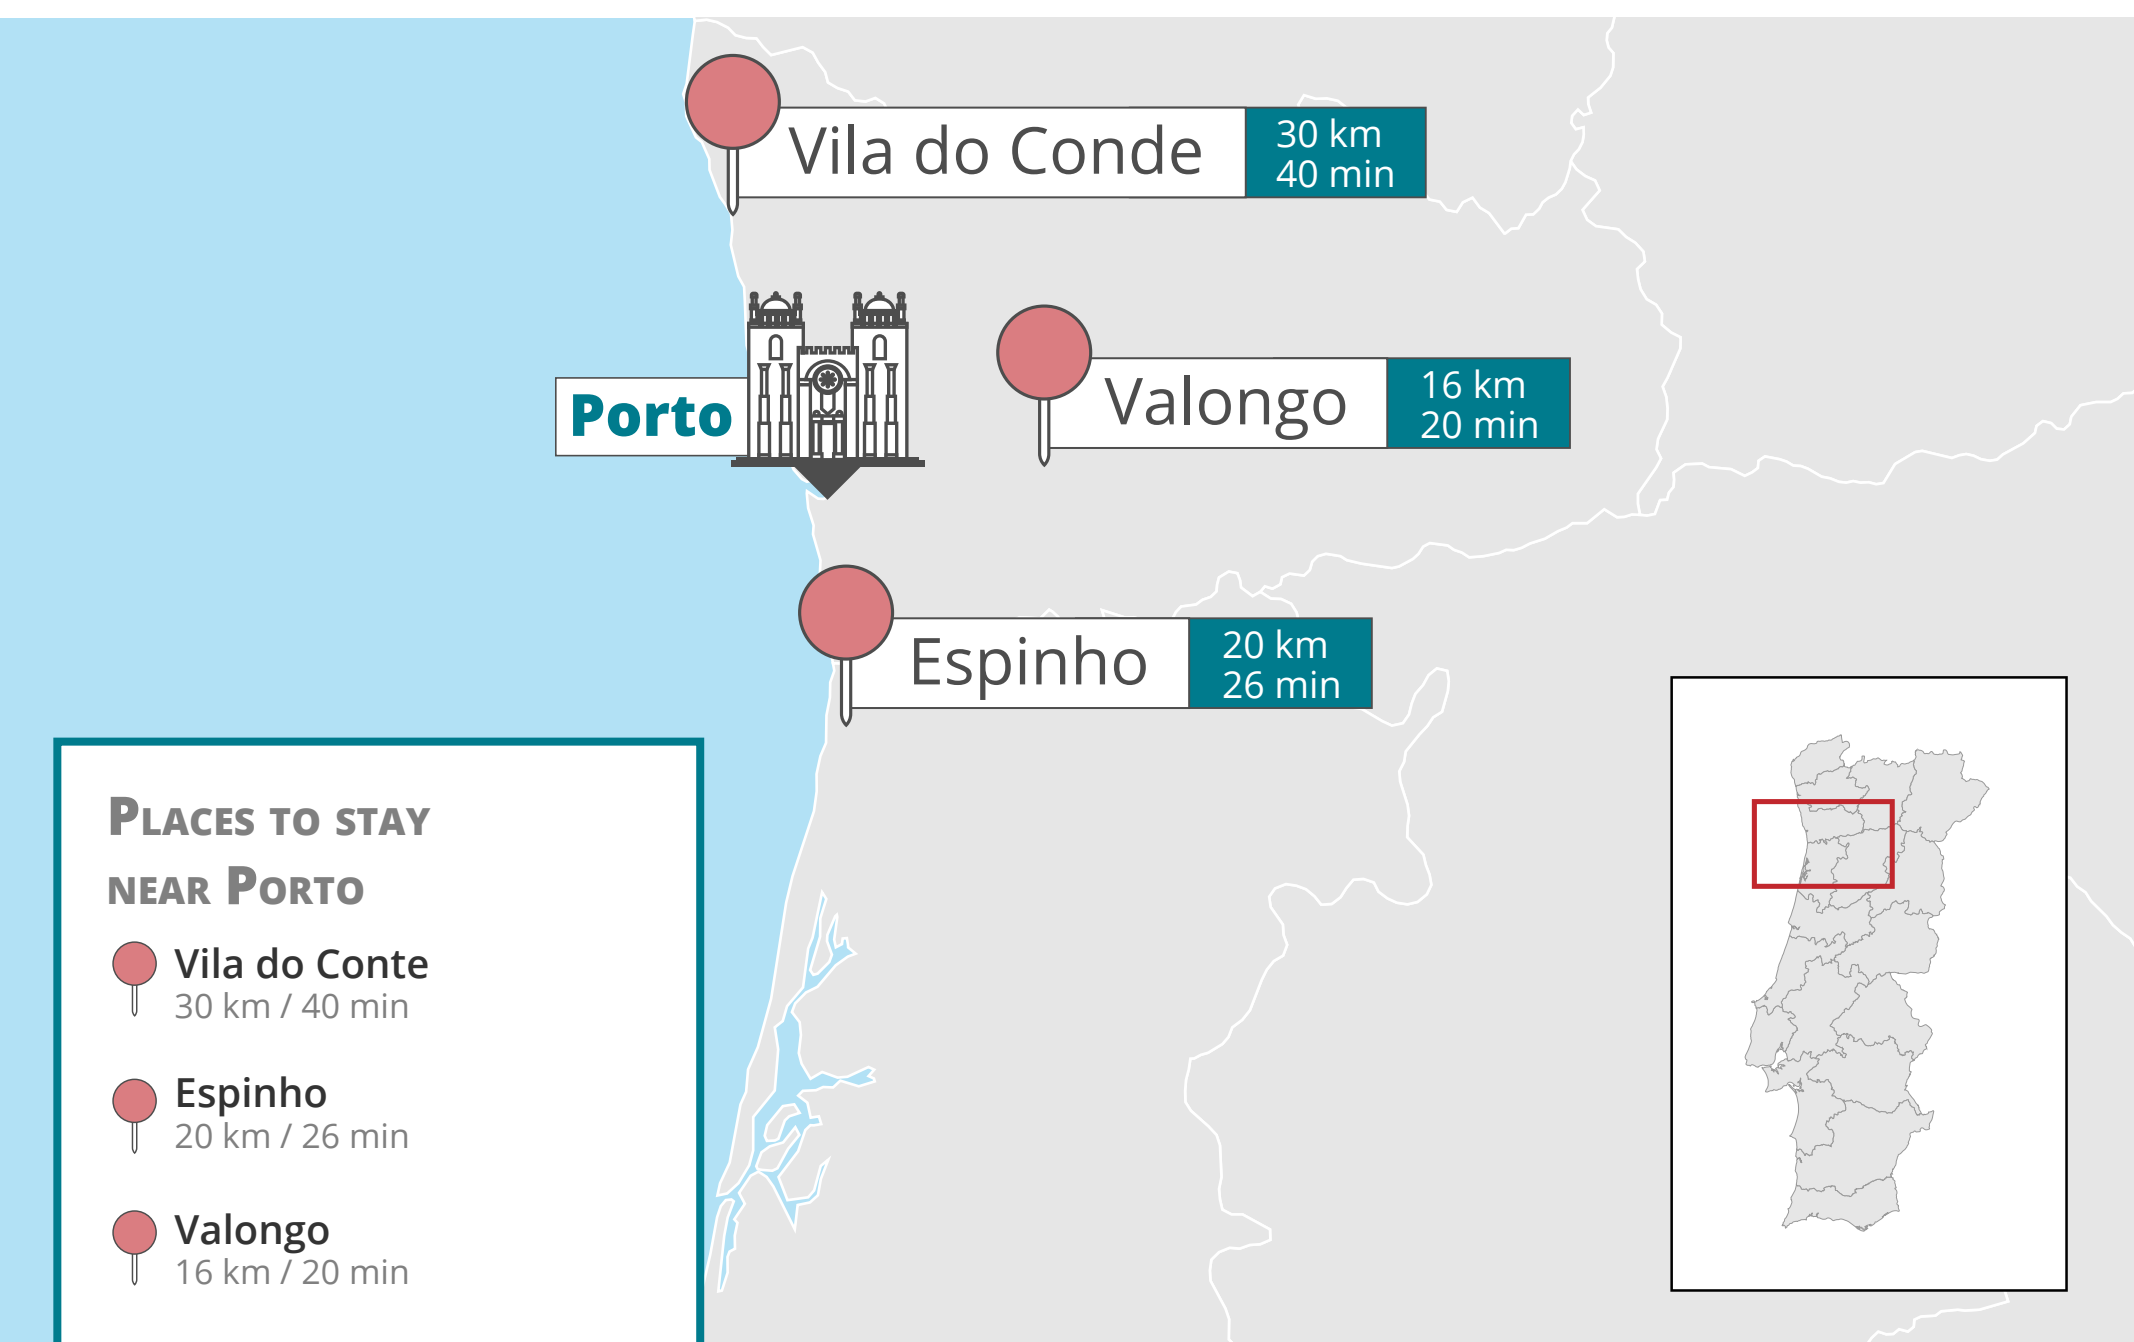 Vila do Conde
30 km
40 min
Porto
Valongo
16 km
20 min
Espinho
20 km
26 min
Places to stay
near Porto
Vila do Conte
30 km / 40 min
Espinho
20 km / 26 min
Valongo
16 km / 20 min